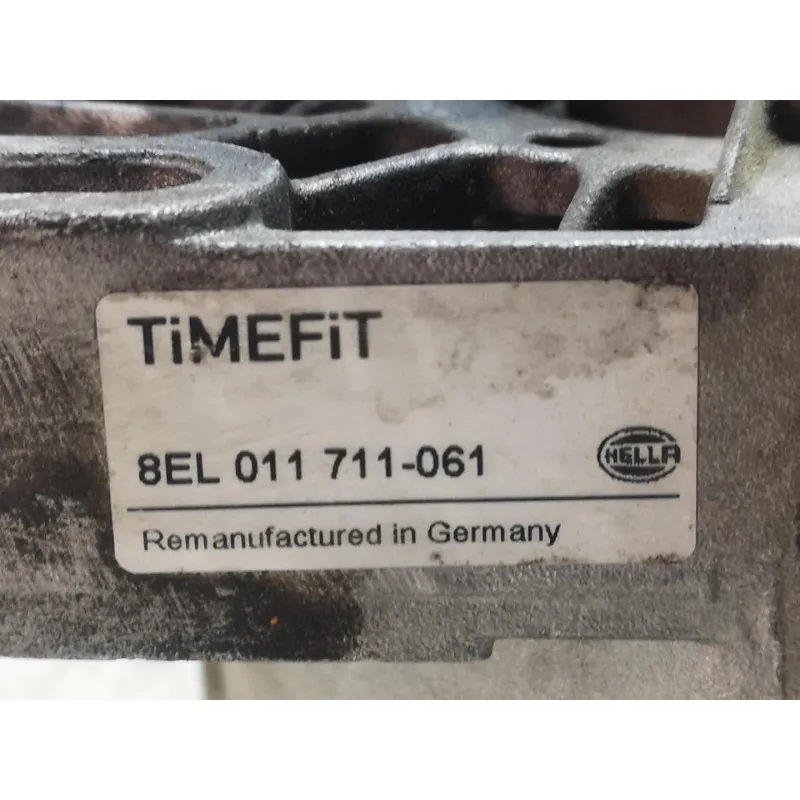 TiMEFiT
8EL 011 711-061
HELLA
Remanufactured in Germany